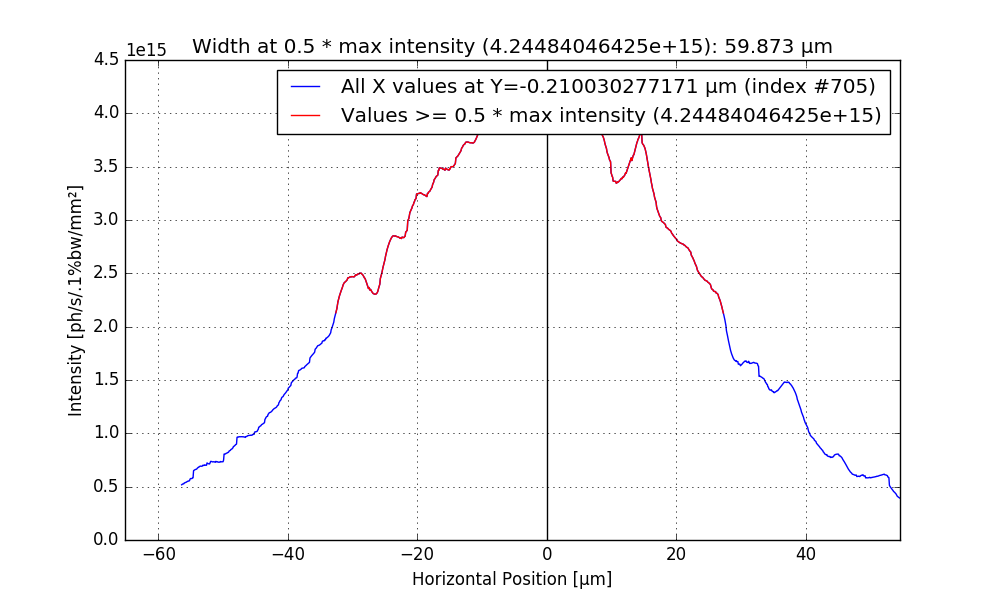 Width at 0.5 * max intensity (4.24484046425e+15): 59.873 µm
1e15
All X values at Y=-0.210030277171 µm (index #705)
Values >= 0.5 * max intensity (4.24484046425e+15)
4.5
4.0
3.5
3.0
2.5
2.0
1.5
1.0
0.5
0.0
Intensity [ph/s/.1%bw/mm²]
−60 −40 −20 0 20 40
Horizontal Position [µm]